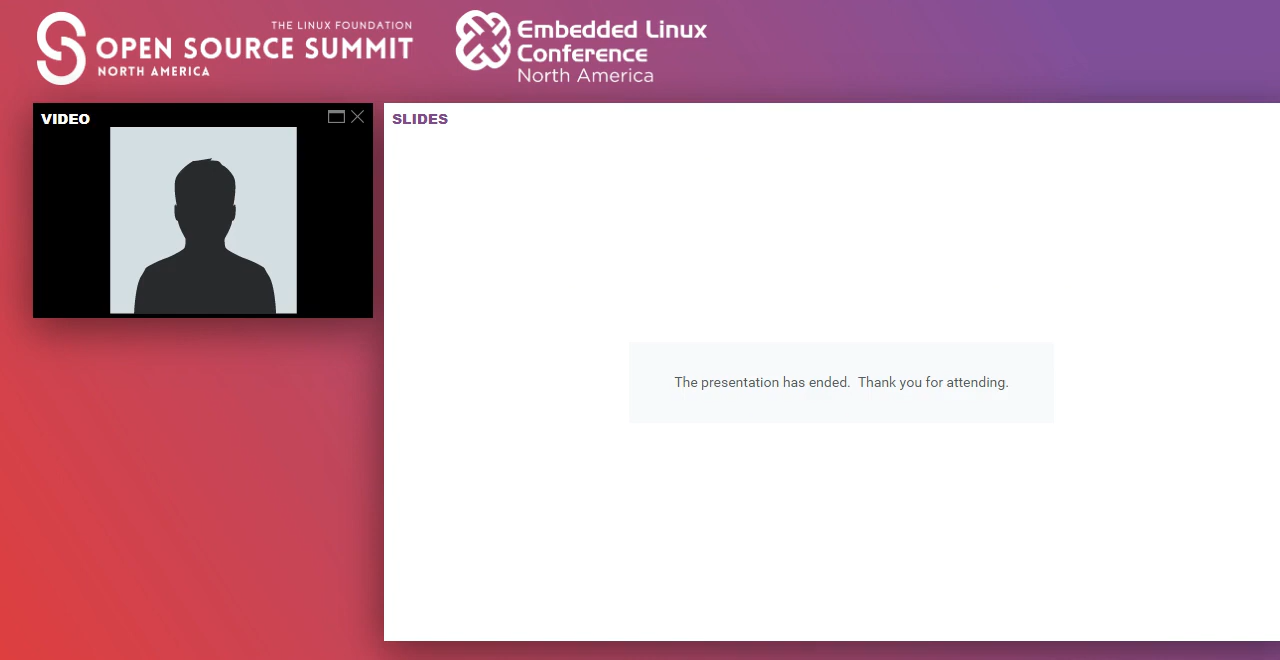 THE LINUX FOUNDATION
OPEN SOURCE SUMMIT
NORTH AMERICA
Embedded Linux
Conference
North America
VIDEO
SLIDES
The presentation has ended.  Thank you for attending.